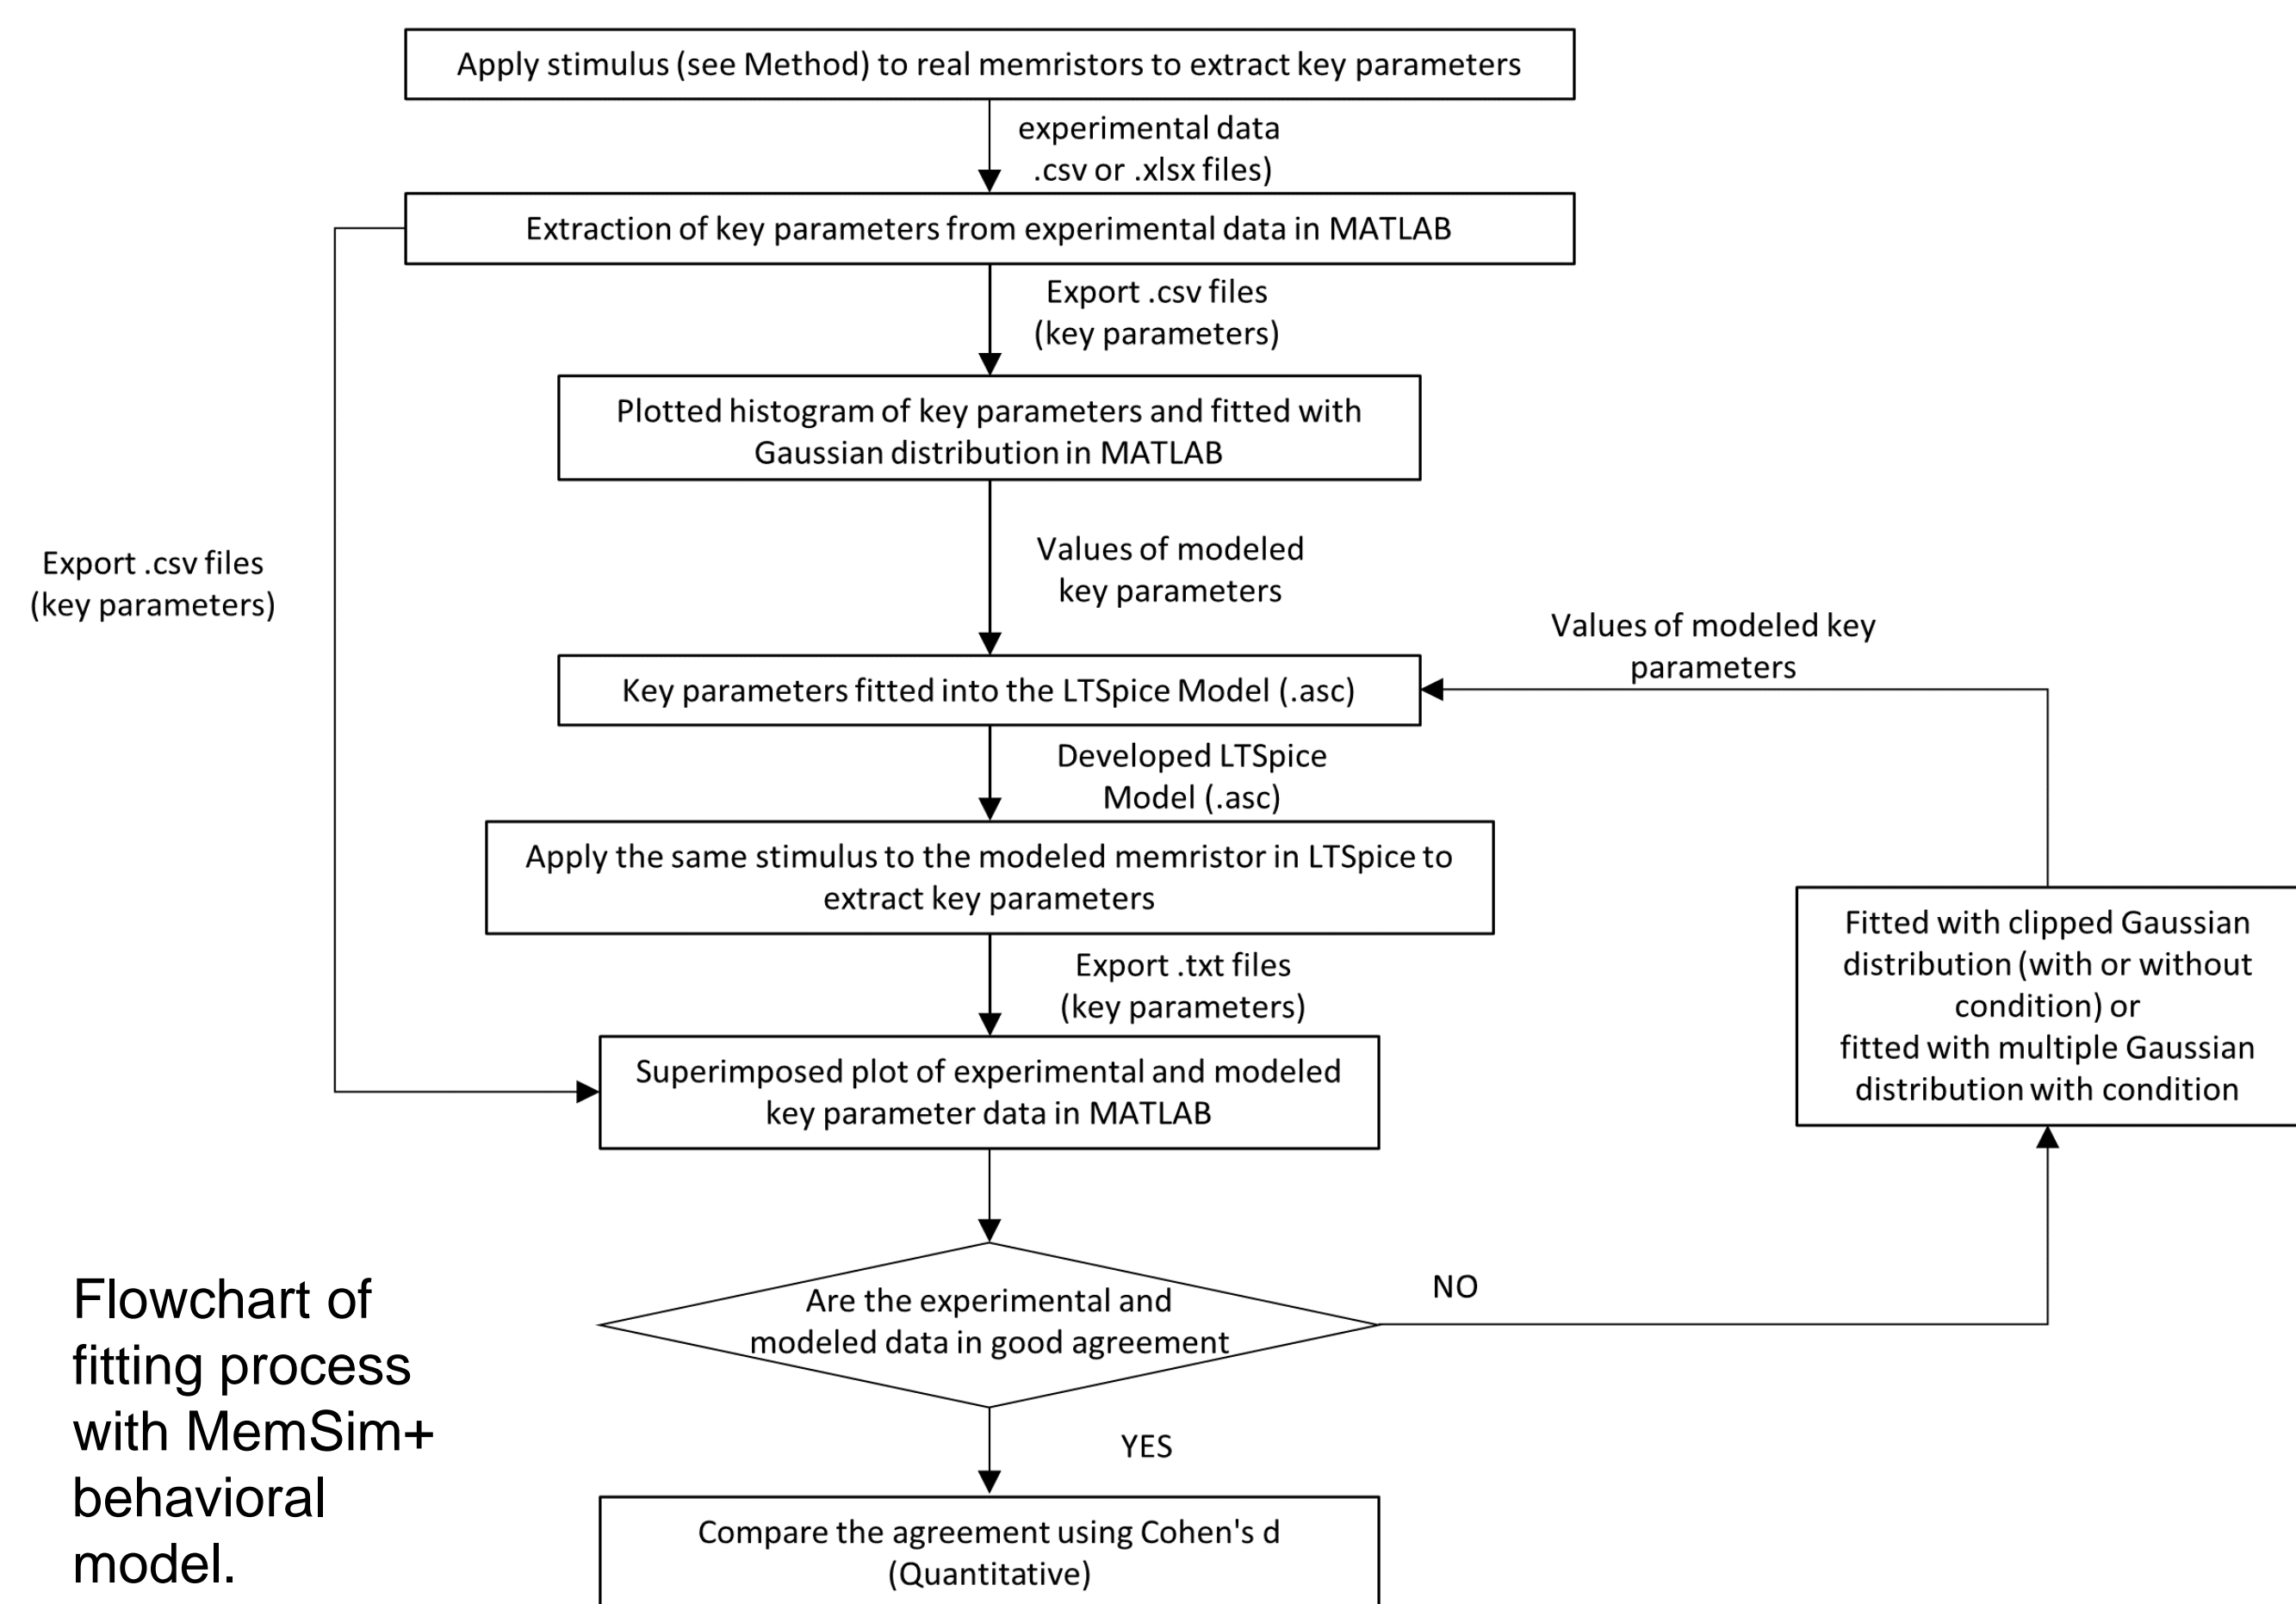 Apply stimulus (see Method) to real memristors to extract key parameters
experimental data
.csv or .xlsx files)
Extraction of key parameters from experimental data in MATLAB
Export .csv files
(key parameters)
Plotted histogram of key parameters and fitted with
Gaussian distribution in MATLAB
Export .csv files
(key parameters)
Values of modeled
key parameters
Values of modeled key
parameters
Key parameters fitted into the LTSpice Model (.asc)
Developed LTSpice
Model (.asc)
Apply the same stimulus to the modeled memristor in LTSpice to
extract key parameters
Fitted with clipped Gaussian
distribution (with or without
condition) or
fitted with multiple Gaussian
distribution with condition
Export .txt files
(key parameters)
Superimposed plot of experimental and modeled
key parameter data in MATLAB
Are the experimental and
modeled data in good agreement
NO
YES
Compare the agreement using Cohen's d
(Quantitative)
Flowchart of
fitting process
with MemSim+
behavioral
model.